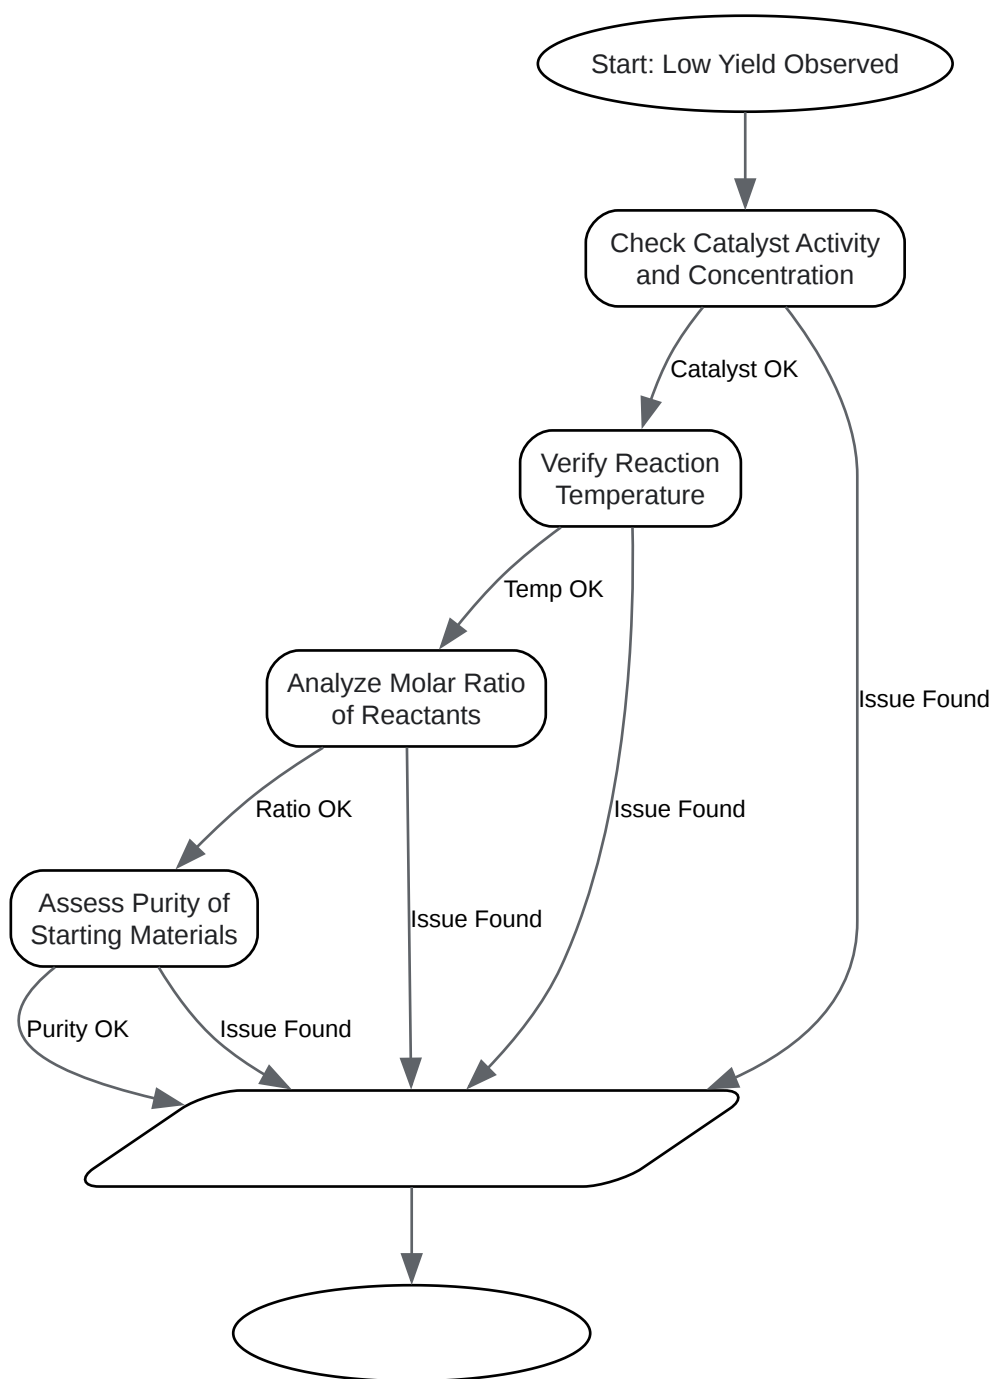 Start: Low Yield Observed
Check Catalyst Activity
and Concentration
Catalyst OK
Verify Reaction
Temperature
Temp OK
Analyze Molar Ratio
of Reactants
Issue Found
Ratio OK
Issue Found
Assess Purity of
Starting Materials
Issue Found
Purity OK
Issue Found